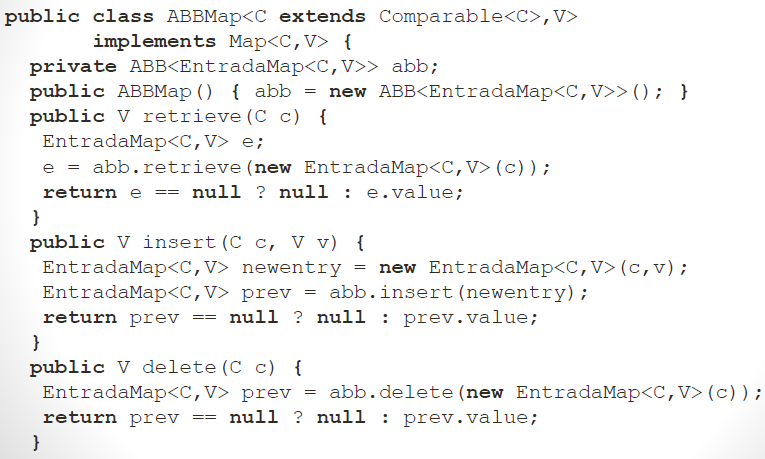 public class ABBMap<C extends Comparable<C>,V>
implements Map<C,V> {
private ABB<EntradaMap<C,V>> abb;
public ABBMap() { abb = new ABB<EntradaMap<C,V>>(); }
public V retrieve(C c) {
EntradaMap<C,V> e;
e = abb.retrieve(new EntradaMap<C,V>(c));
return e == null ? null : e.value;
}
public V insert(C c, V v) {
EntradaMap<C,V> newentry = new EntradaMap<C,V>(c,v);
EntradaMap<C,V> prev = abb.insert(newentry);
return prev == null ? null : prev.value;
}
public V delete(C c) {
EntradaMap<C,V> prev = abb.delete(new EntradaMap<C,V>(c));
return prev == null ? null : prev.value;
}